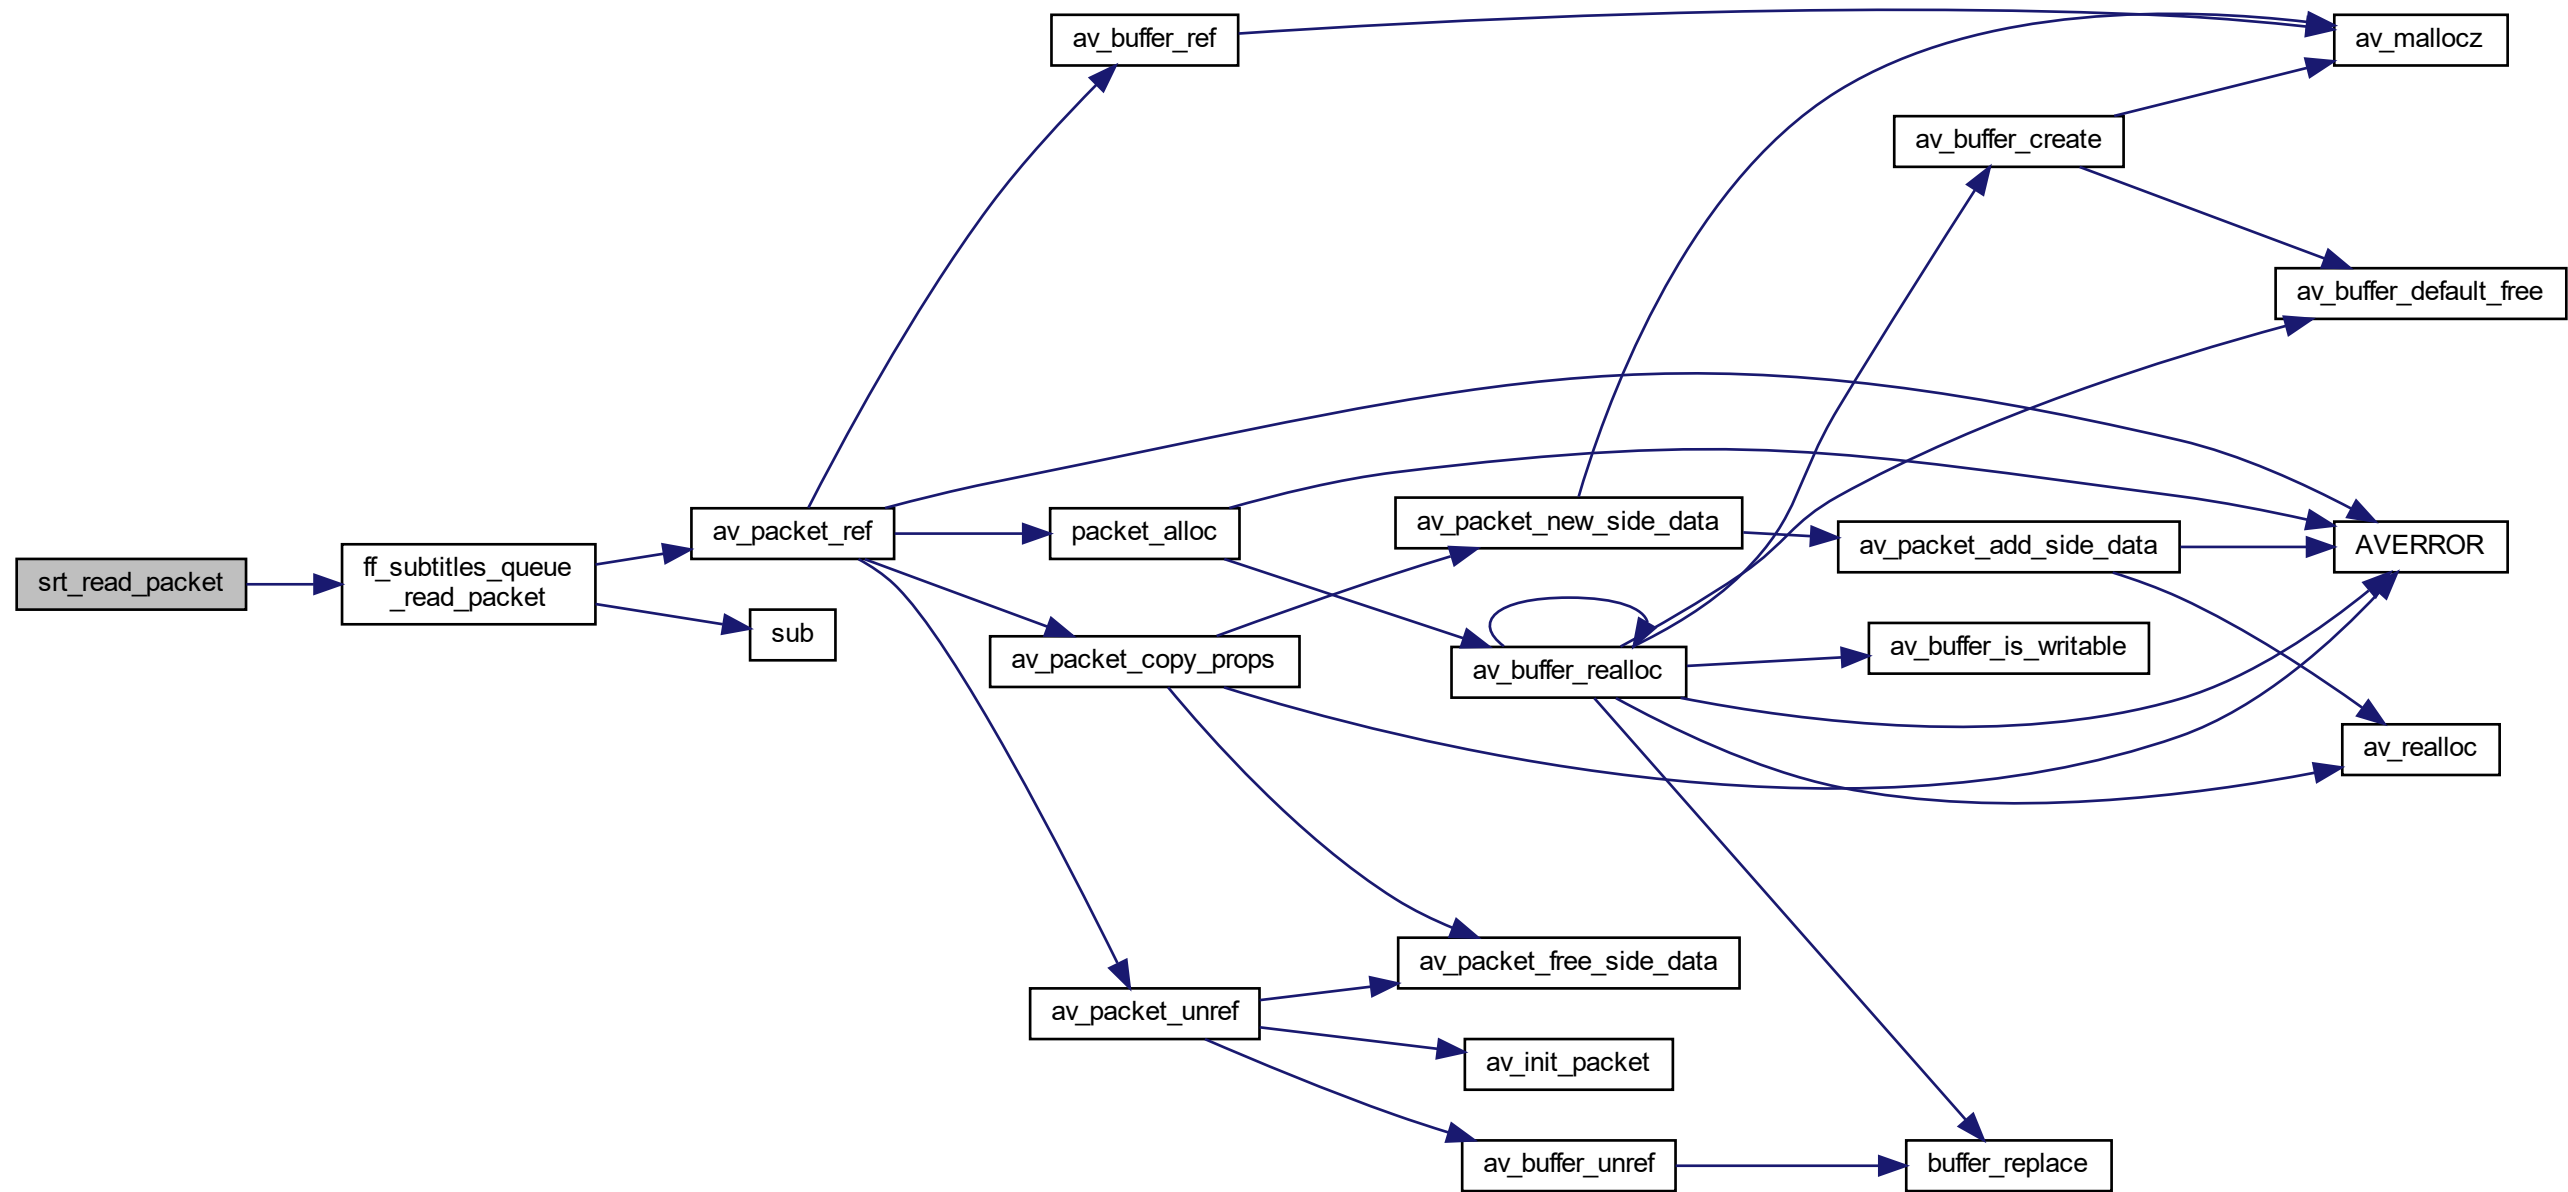 srt_read_packet
ff_subtitles_queue
_read_packet
av_packet_ref
sub
av_buffer_ref
packet_alloc
av_packet_copy_props
av_packet_unref
av_packet_new_side_data
av_buffer_realloc
av_packet_free_side_data
av_init_packet
av_buffer_unref
av_buffer_create
av_packet_add_side_data
av_buffer_is_writable
buffer_replace
av_mallocz
av_buffer_default_free
AVERROR
av_realloc